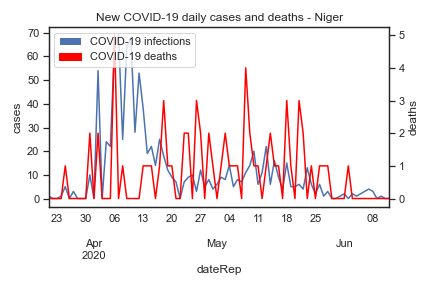 New COVID-19 daily cases and deaths - Niger
COVID-19 infections
COVID-19 deaths
cases
70
60
50
40
30
20
10
0
deaths
5
4
3
2
1
0
23 30 06 13 20 27 04 11 18 25 08
Apr May Jun
2020
dateRep